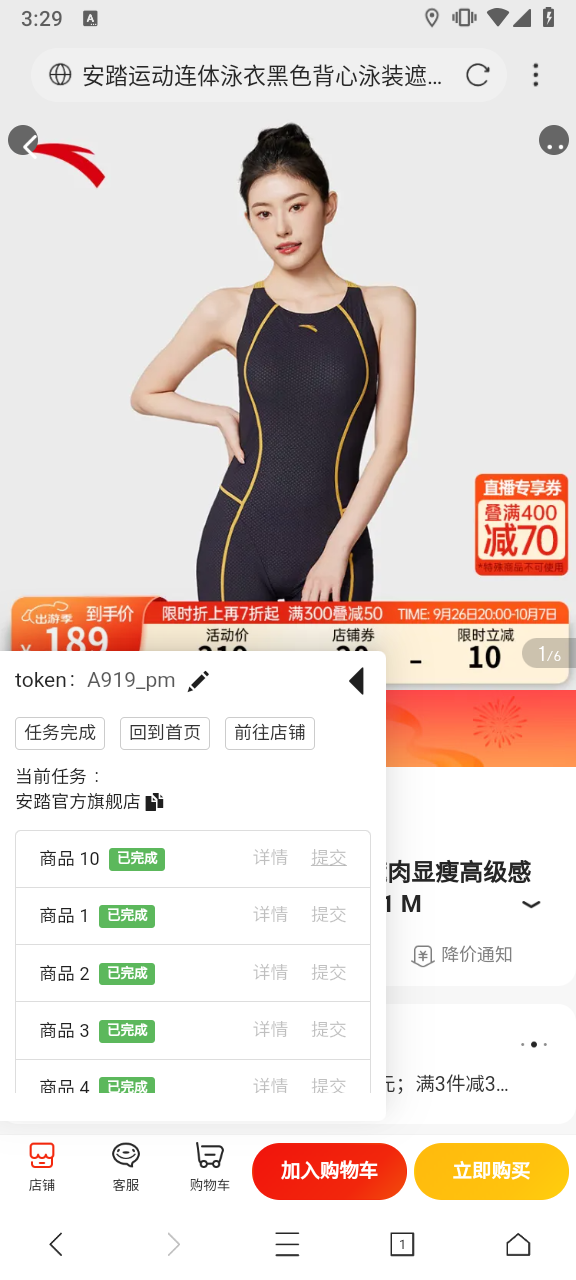 3:29
A
安踏运动连体泳衣黑色背心泳装遮...
直播专享券
叠满400
减70
*特殊商品不可使用
出游季 到手价 限时折上再7折起 满300叠减50 TIME: 9月26日20:00-10月7日
¥189 活动价 店铺券 限时立减
10
1/6
token: A919_pm
任务完成 回到首页 前往店铺
当前任务：
安踏官方旗舰店
商品 10 已完成 详情 提交
肉显瘦高级感
商品 1 已完成 详情 提交
1 M
商品 2 已完成 详情 提交
降价通知
商品 3 已完成 详情 提交
商品 4 已完成 详情 提交
元；满3件减3...
店铺 客服 购物车 加入购物车 立即购买
1